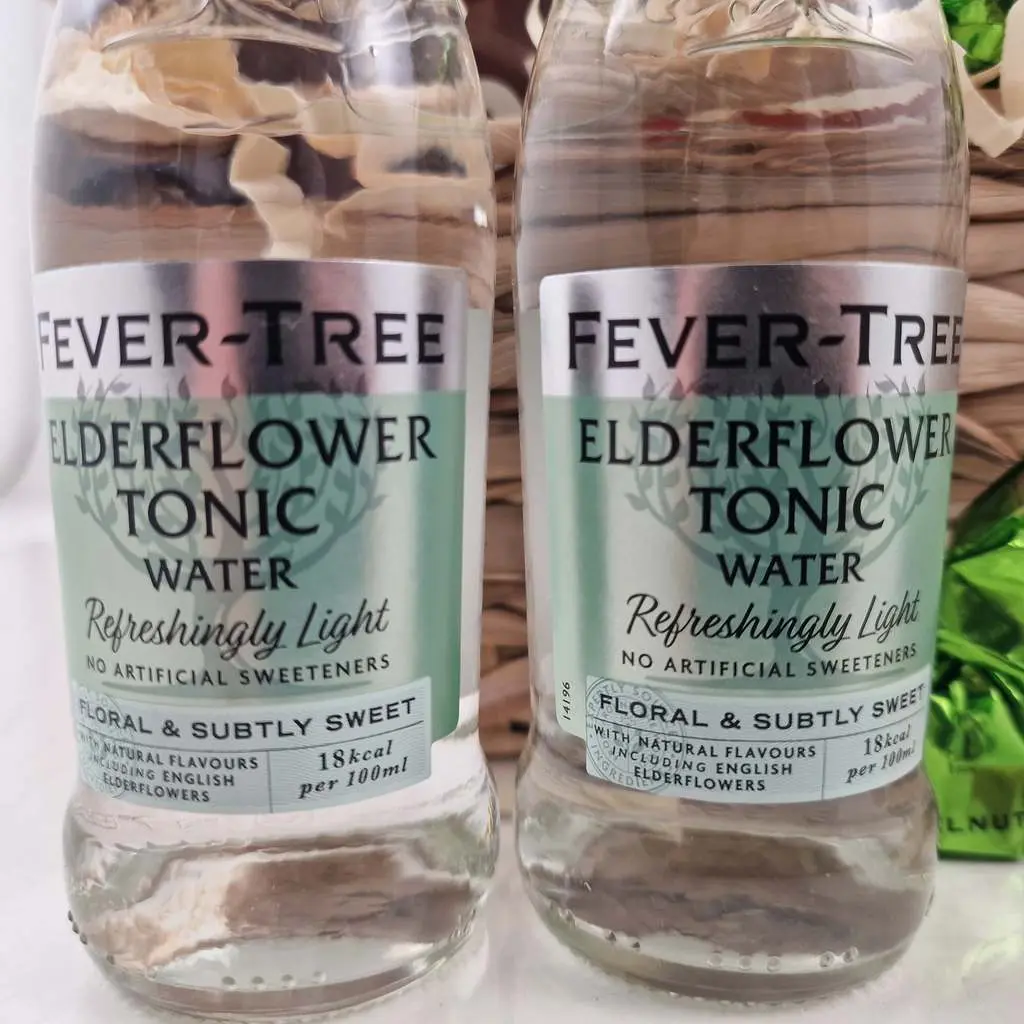 FEVER-TREE
ELDERFLOWER
TONIC
WATER
Refreshingly Light
NO ARTIFICIAL SWEETENERS
FLORAL & SUBTLY SWEET
WITH NATURAL FLAVOURS
INCLUDING ENGLISH
ELDERFLOWERS
18kcal
per 100ml
FEVER-TREE
ELDERFLOWER
TONIC
WATER
Refreshingly Light
NO ARTIFICIAL SWEETENERS
14196
FLORAL & SUBTLY SWEET
WITH NATURAL FLAVOURS
INCLUDING ENGLISH
ELDERFLOWERS
18kcal
per 100ml
LNUT